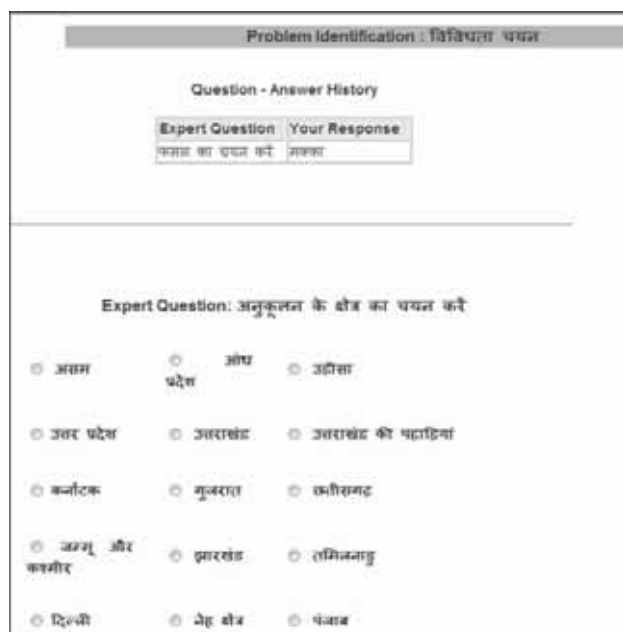 Problem Identification : विविधता चयन
Question - Answer History
Expert Question Your Response
फसल का चयन करें मक्का
Expert Question: अनुकूलन के क्षेत्र का चयन करें
असम आंध्र प्रदेश उड़ीसा
उत्तर प्रदेश उत्तराखंड उत्तराखंड की पहाड़ियां
कर्नाटक गुजरात छत्तीसगढ़
जम्मू और कश्मीर झारखंड तमिलनाडु
दिल्ली नेह क्षेत्र पंजाब